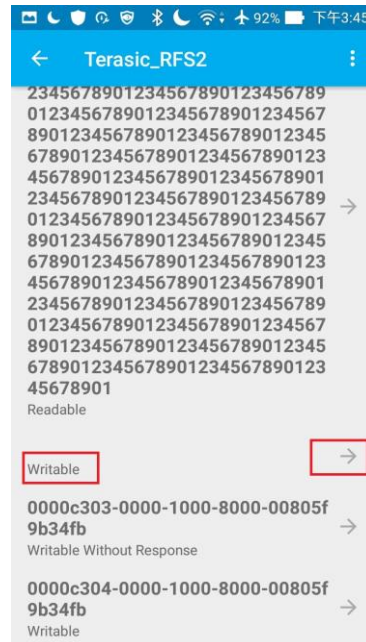 92% 下午3:45
Terasic_RFS2
2345678901234567890123456789
0123456789012345678901234567
8901234567890123456789012345
6789012345678901234567890123
4567890123456789012345678901
2345678901234567890123456789
0123456789012345678901234567
8901234567890123456789012345
6789012345678901234567890123
4567890123456789012345678901
2345678901234567890123456789
0123456789012345678901234567
8901234567890123456789012345
6789012345678901234567890123
45678901
Readable
Writable
0000c303-0000-1000-8000-00805f
9b34fb
Writable Without Response
0000c304-0000-1000-8000-00805f
9b34fb
Writable